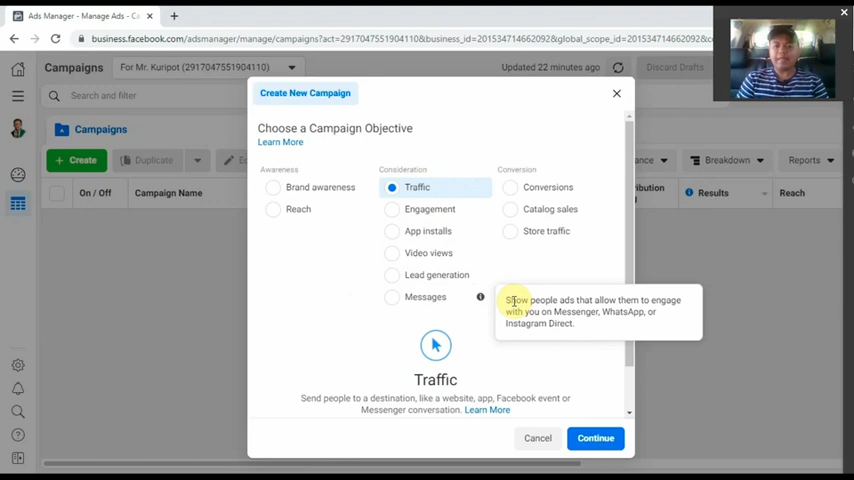 Ads Manager - Manage Ads - Ca
business.facebook.com/adsmanager/manage/campaigns?act=2917047551904110&business_id=201534714662092&global_scope_id=201534714662092&c
Campaigns
For Mr. Kuripot (2917047551904110)
Updated 22 minutes ago
Discard Drafts
Search and filter
Campaigns
+ Create
Duplicate
Breakdown
Reports
On / Off
Campaign Name
Results
Reach
Create New Campaign
Choose a Campaign Objective
Learn More
Awareness
Consideration
Conversion
Brand awareness
Traffic
Conversions
Reach
Engagement
Catalog sales
App installs
Store traffic
Video views
Lead generation
Messages
Show people ads that allow them to engage
with you on Messenger, WhatsApp, or
Instagram Direct.
Traffic
Send people to a destination, like a website, app, Facebook event or
Messenger conversation. Learn More
Cancel
Continue